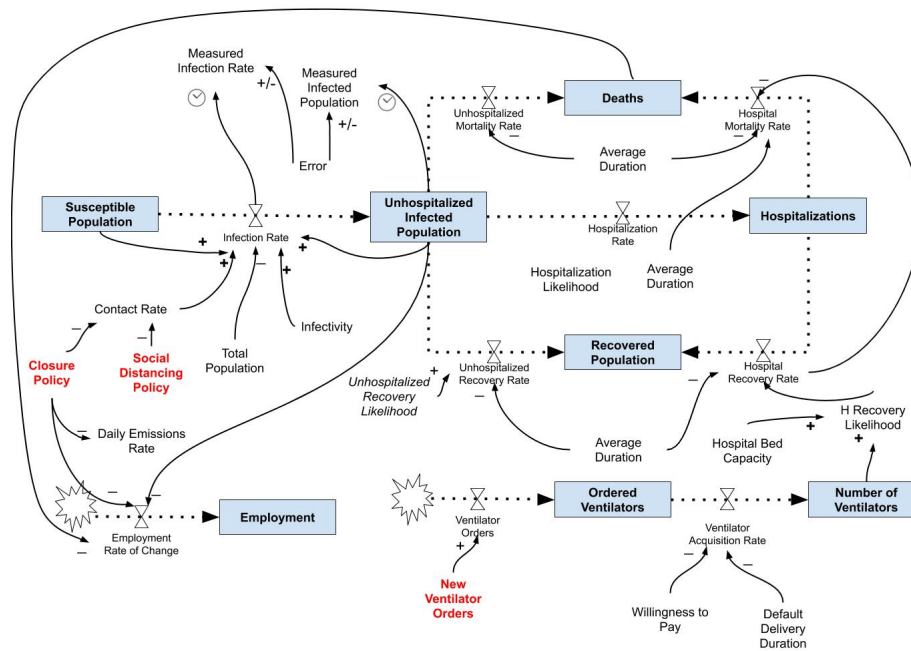 Measured
Infection Rate
+/-
Measured
Infected
Population
+/-
Error
Unhospitalized
Mortality Rate
–
Deaths
–
Hospital
Mortality Rate
–
Average
Duration
Susceptible
Population
+
+
Infection Rate
–
+
+
Unhospitalized
Infected
Population
Hospitalization
Rate
Hospitalizations
Hospitalization
Likelihood
Average
Duration
Contact Rate
–
–
Closure
Policy
Social
Distancing
Policy
Total
Population
Infectivity
Recovered
Population
Unhospitalized
Recovery Rate
+
–
Unhospitalized
Recovery
Likelihood
Hospital
Recovery Rate
–
Average
Duration
Hospital Bed
Capacity
+
H Recovery
Likelihood
+
–
Daily Emissions
Rate
–
–
–
Employment
Rate of Change
Employment
Ventilator
Orders
+
New
Ventilator
Orders
Ordered
Ventilators
Ventilator
Acquisition Rate
–
–
Number of
Ventilators
Willingness to
Pay
Default
Delivery
Duration